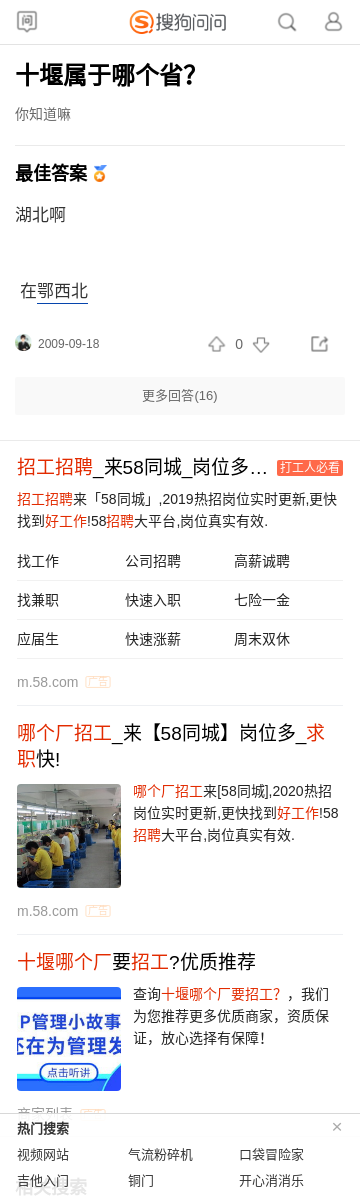 问
搜狗问问
十堰属于哪个省？
你知道嘛
最佳答案
湖北啊
在鄂西北
2009-09-18
0
更多回答(16)
招工招聘_来58同城_岗位多… 打工人必看
招工招聘来「58同城」,2019热招岗位实时更新,更快
找到好工作!58招聘大平台,岗位真实有效.
找工作 公司招聘 高薪诚聘
找兼职 快速入职 七险一金
应届生 快速涨薪 周末双休
m.58.com 广告
哪个厂招工_来【58同城】岗位多_求
职快!
哪个厂招工来[58同城],2020热招
岗位实时更新,更快找到好工作!58
招聘大平台,岗位真实有效.
m.58.com 广告
十堰哪个厂要招工?优质推荐
P管理小故事
还在为管理发
点击听讲
查询十堰哪个厂要招工？，我们
为您推荐更多优质商家，资质保
证，放心选择有保障！
商家列表 广告
热门搜索
视频网站 气流粉碎机 口袋冒险家
吉他入门 铜门 开心消消乐
相关搜索